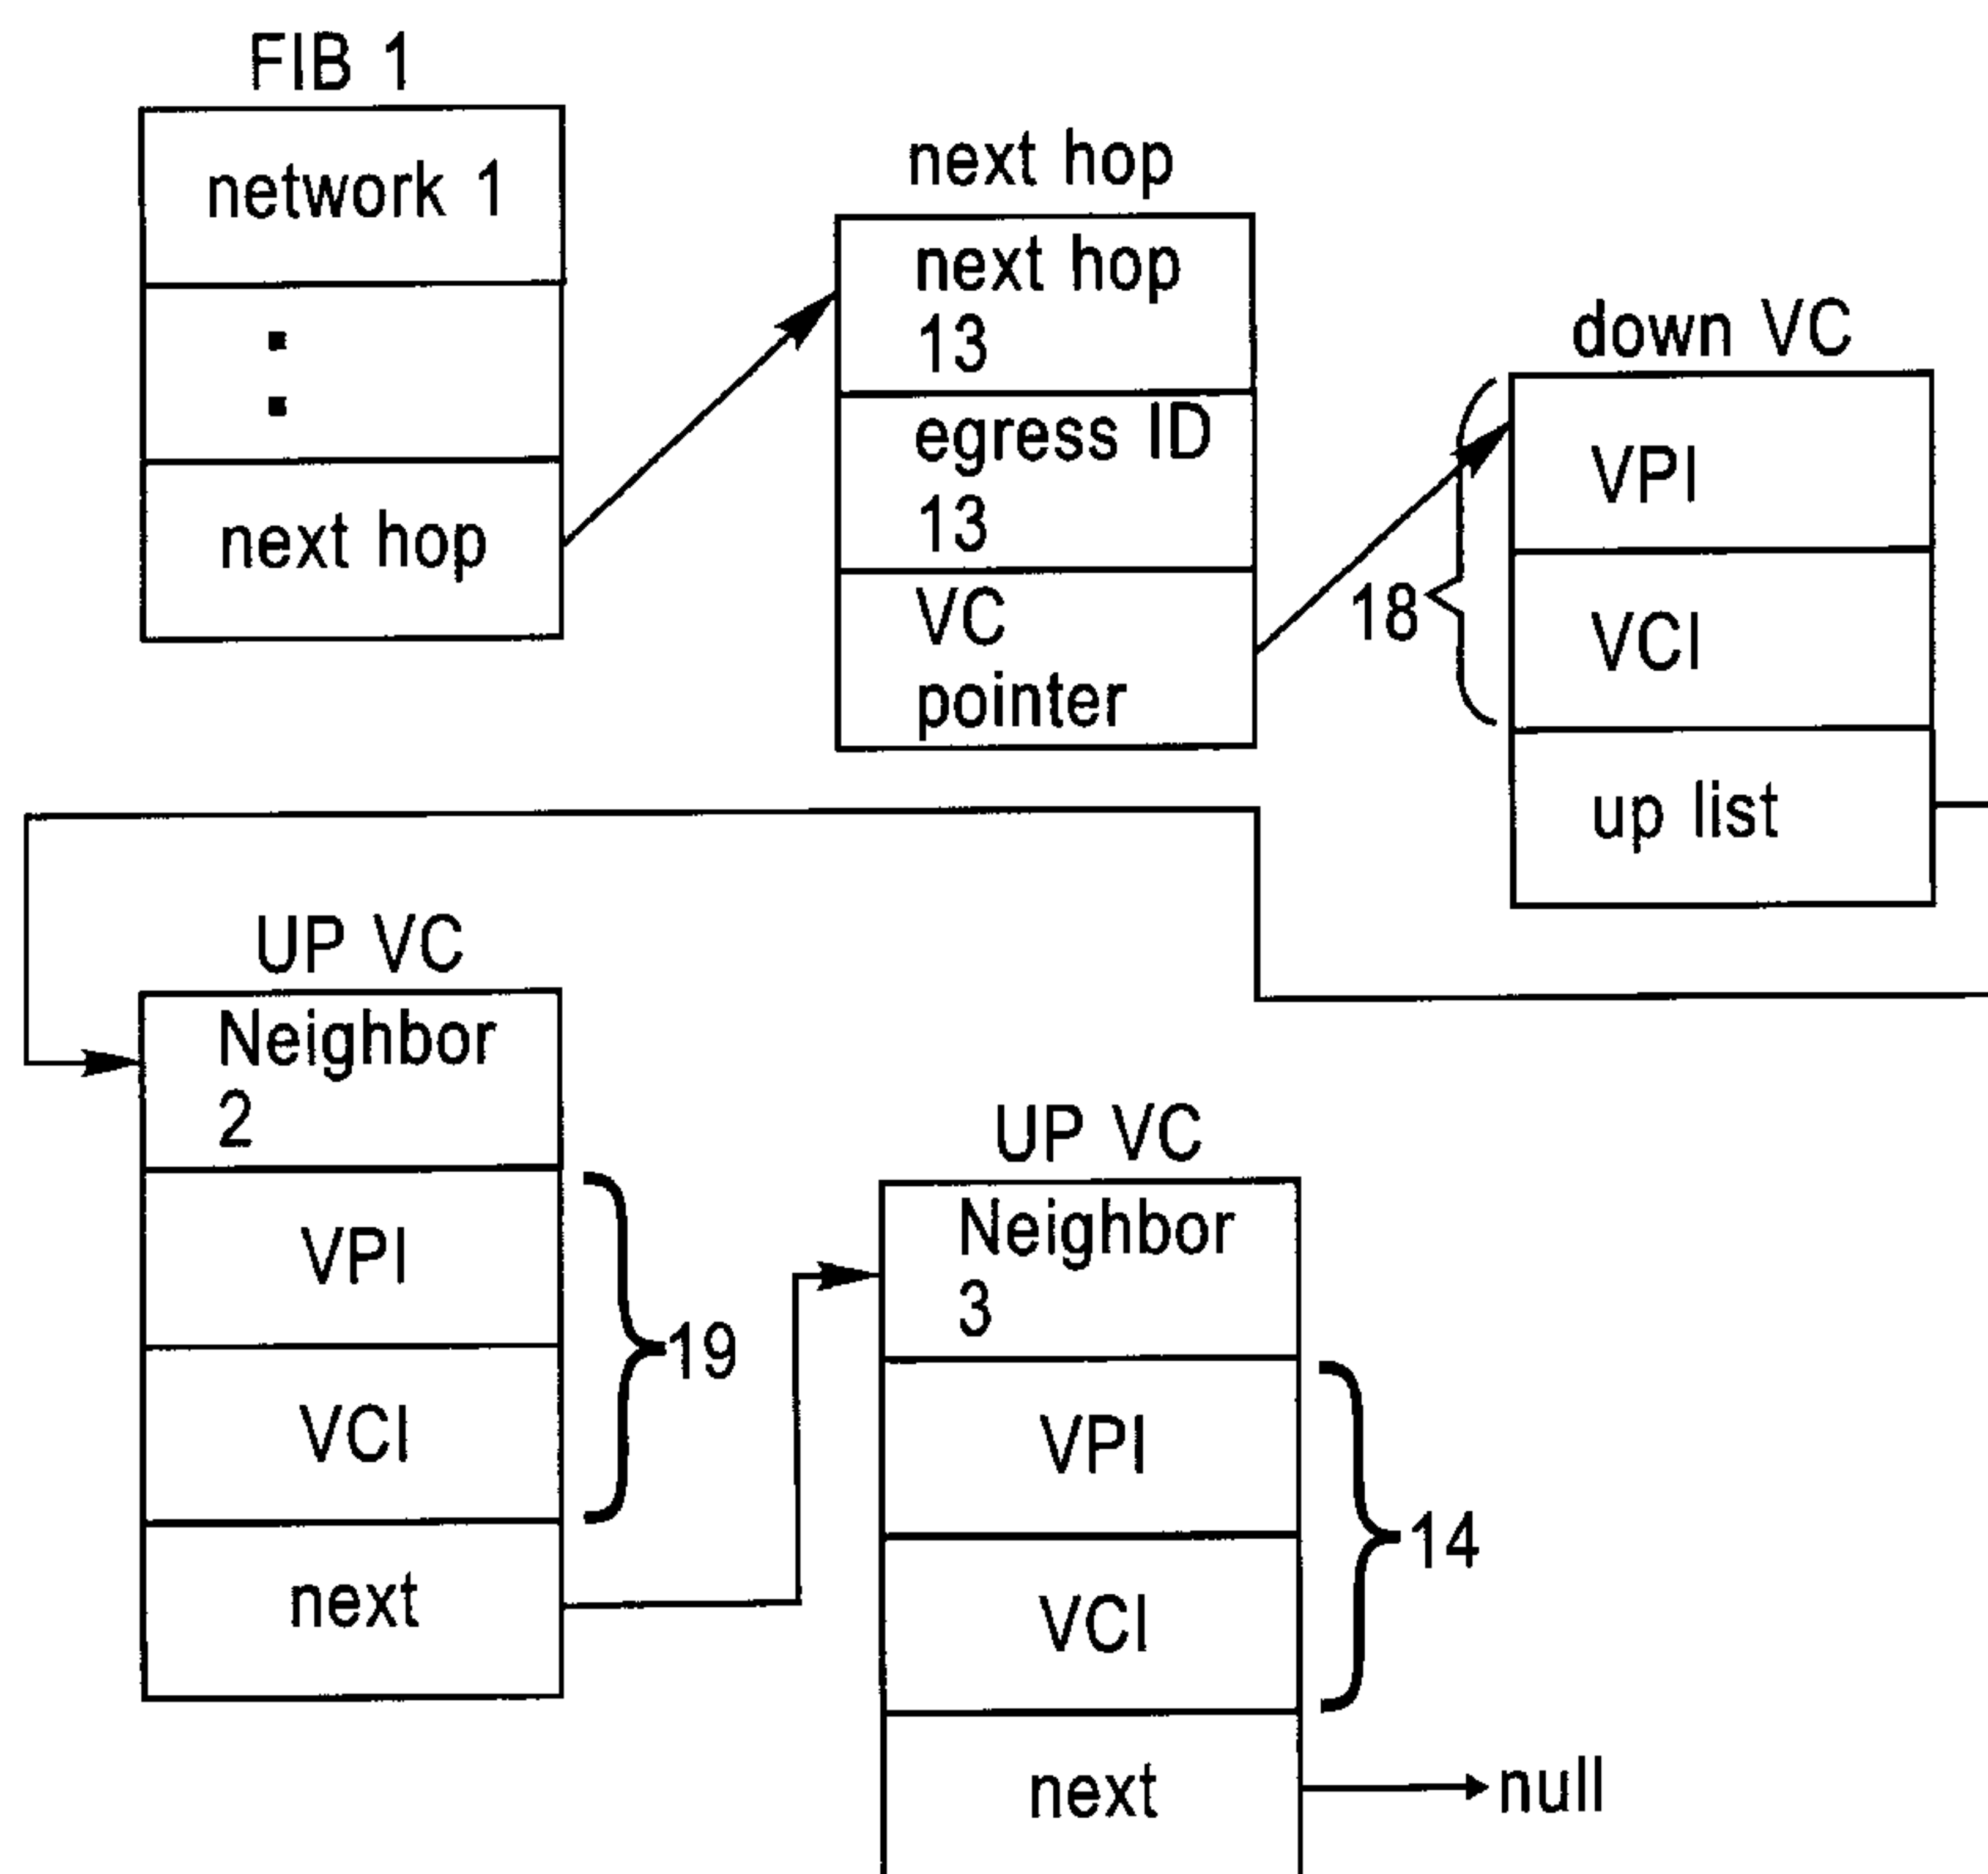 FIB 1
network 1
next hop
next hop
next hop
13
egress ID
13
VC
pointer
down VC
VPI
VCI
up list
18
UP VC
Neighbor
2
VPI
VCI
next
19
UP VC
Neighbor
3
VPI
VCI
next
14
null